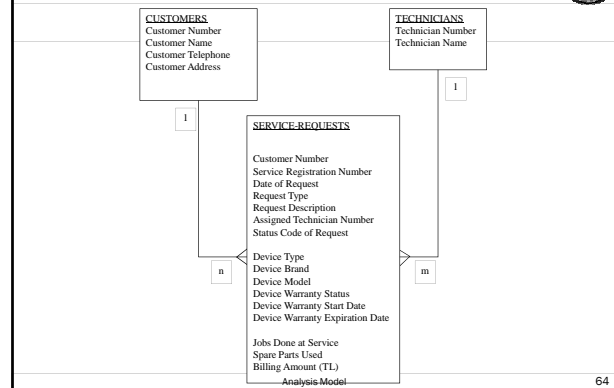 CUSTOMERS
Customer Number
Customer Name
Customer Telephone
Customer Address
TECHNICIANS
Technician Number
Technician Name
1
1
SERVICE-REQUESTS
Customer Number
Service Registration Number
Date of Request
Request Type
Request Description
Assigned Technician Number
Status Code of Request
Device Type
Device Brand
Device Model
Device Warranty Status
Device Warranty Start Date
Device Warranty Expiration Date
Jobs Done at Service
Spare Parts Used
Billing Amount (TL)
n
m
Analysis Model
64